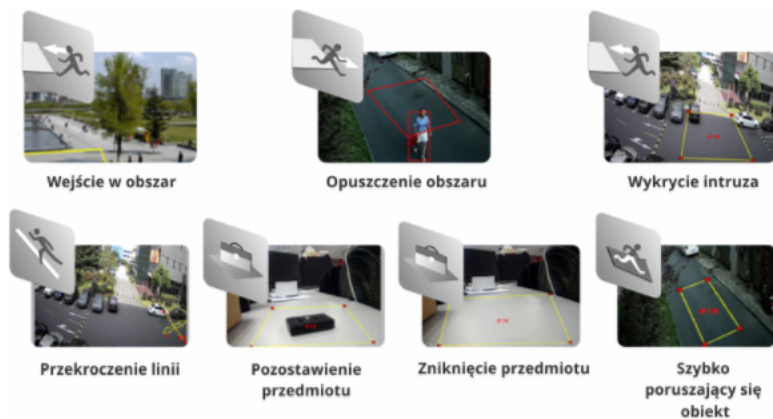 Wejście w obszar
Opuszczenie obszaru
Wykrycie intruza
Przekroczenie linii
Pozostawienie
przedmiotu
Zniknięcie przedmiotu
Szybko
poruszający się
obiekt